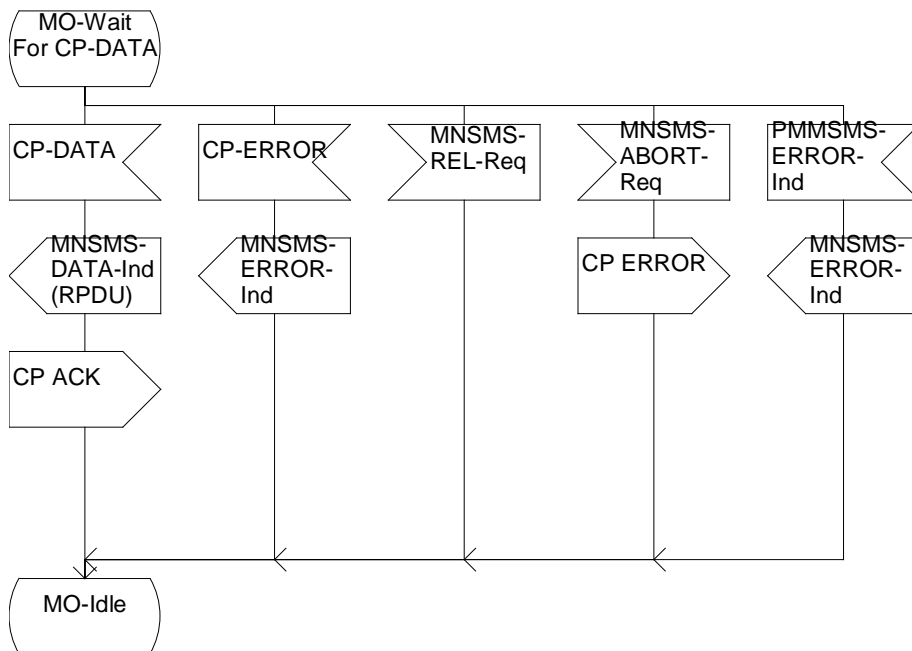 MO-Wait
For CP-DATA
CP-DATA
CP-ERROR
MNSMS-
REL-Req
MNSMS-
ABORT-
Req
PMMSMS-
ERROR-
Ind
MNSMS-
DATA-Ind
(RPDU)
MNSMS-
ERROR-
Ind
CP ERROR
MNSMS-
ERROR-
Ind
CP ACK
MO-Idle